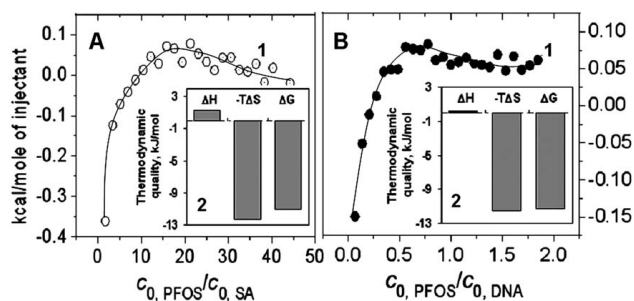 A
1
0.1
0.0
-0.1
-0.2
-0.3
-0.4
kcal/mole of injectant
ΔH -TΔS ΔG
3
-1
-5
-9
-13
Thermodynamic
quality, kJ/mol
2
0 10 20 30 40 50
c0, PFOS/c0, SA
B
1
0.10
0.05
0.00
-0.05
-0.10
-0.15
ΔH -TΔS ΔG
3
-1
-5
-9
-13
Thermodynamic
quality, kJ/mol
2
0.0 0.5 1.0 1.5 2.0
c0, PFOS/c0, DNA